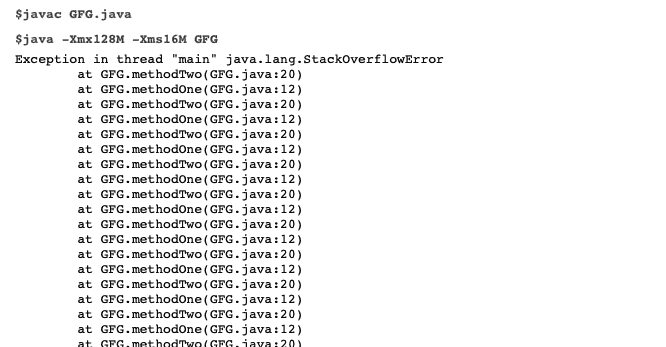 $javac GFG.java
$java -Xmx128M -Xms16M GFG
Exception in thread "main" java.lang.StackOverflowError
at GFG.methodTwo(GFG.java:20)
at GFG.methodOne(GFG.java:12)
at GFG.methodTwo(GFG.java:20)
at GFG.methodOne(GFG.java:12)
at GFG.methodTwo(GFG.java:20)
at GFG.methodOne(GFG.java:12)
at GFG.methodTwo(GFG.java:20)
at GFG.methodOne(GFG.java:12)
at GFG.methodTwo(GFG.java:20)
at GFG.methodOne(GFG.java:12)
at GFG.methodTwo(GFG.java:20)
at GFG.methodOne(GFG.java:12)
at GFG.methodTwo(GFG.java:20)
at GFG.methodOne(GFG.java:12)
at GFG.methodTwo(GFG.java:20)
at GFG.methodOne(GFG.java:12)
at GFG.methodTwo(GFG.java:20)
at GFG.methodOne(GFG.java:12)
at GFG.methodTwo(GFG.java:20)